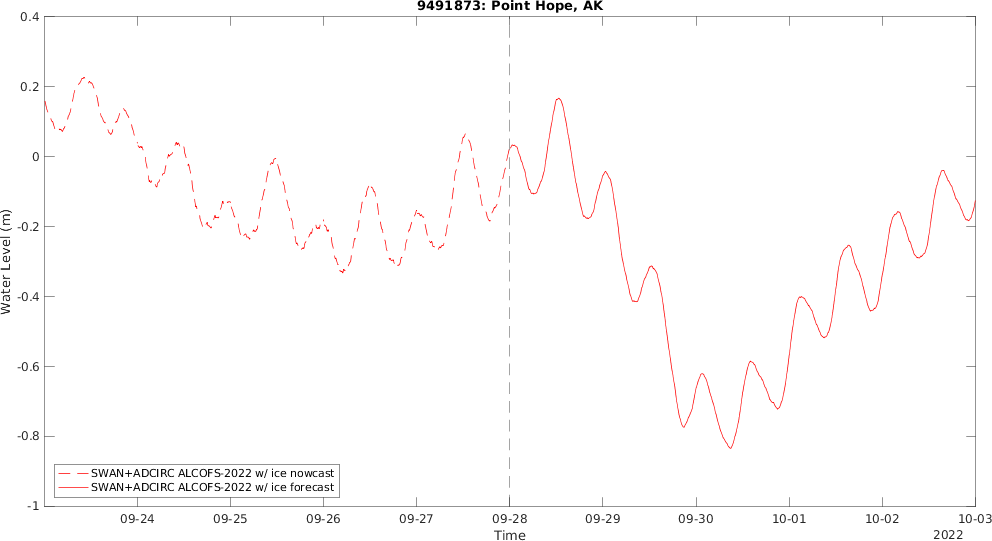 9491873: Point Hope, AK
0.4
0.2
0
-0.2
-0.4
-0.6
-0.8
-1
Water Level (m)
SWAN+ADCIRC ALCOFS-2022 w/ ice nowcast
SWAN+ADCIRC ALCOFS-2022 w/ ice forecast
09-24 09-25 09-26 09-27 09-28 09-29 09-30 10-01 10-02 10-03
Time
2022